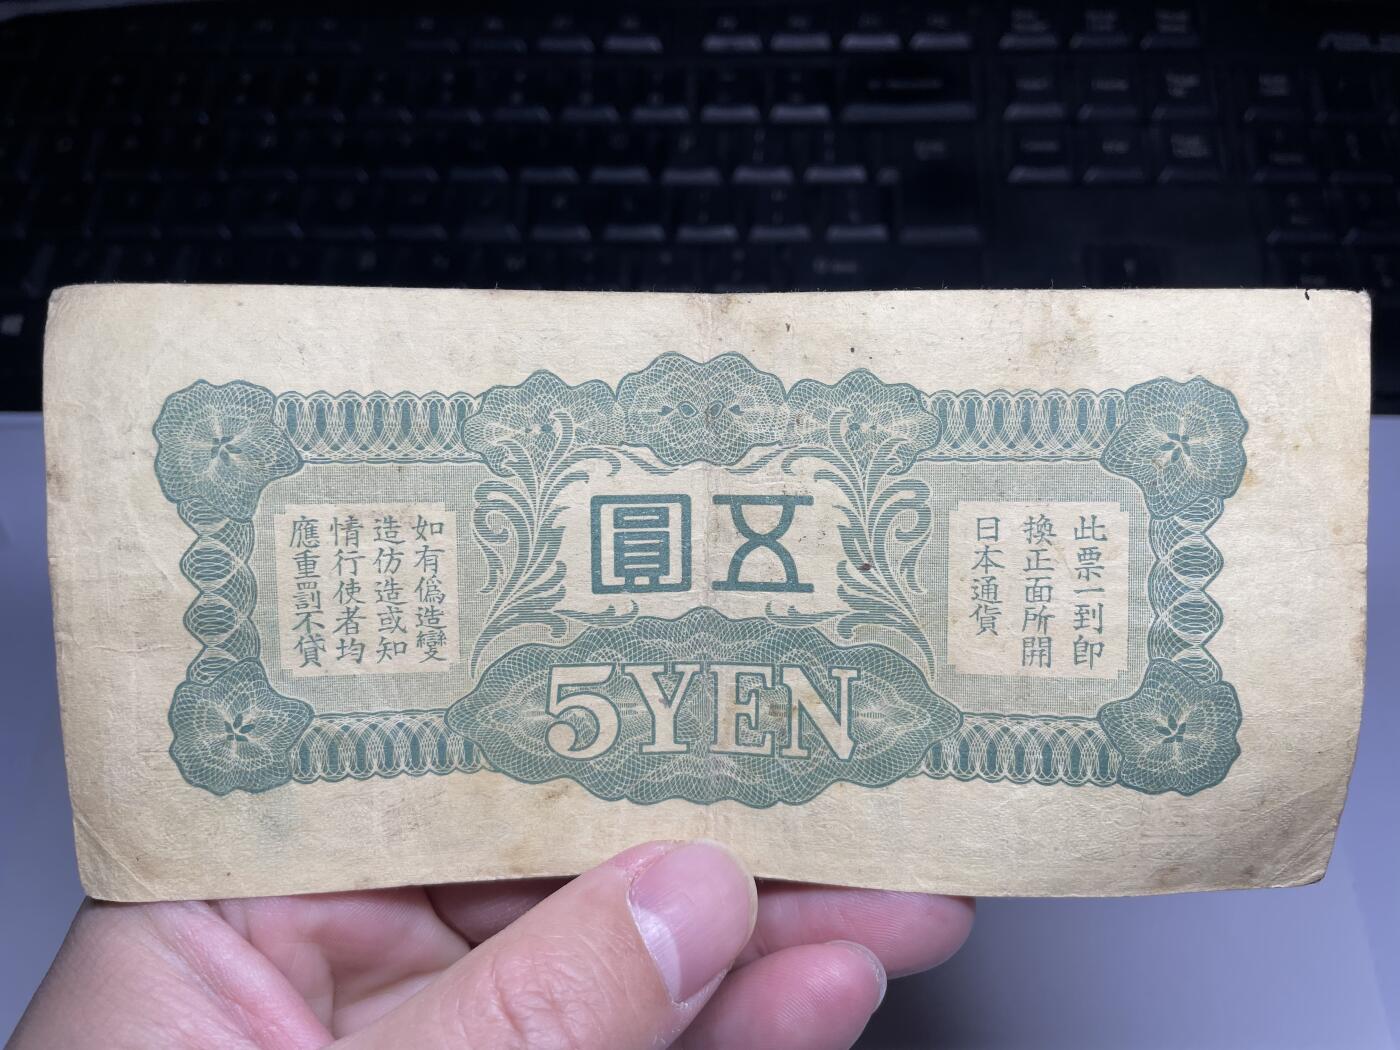 圓五
5YEN
此票一到即
換正面所開
日本通貨
如有僞造變
造仿造或知
情行使者均
應重罰不貸